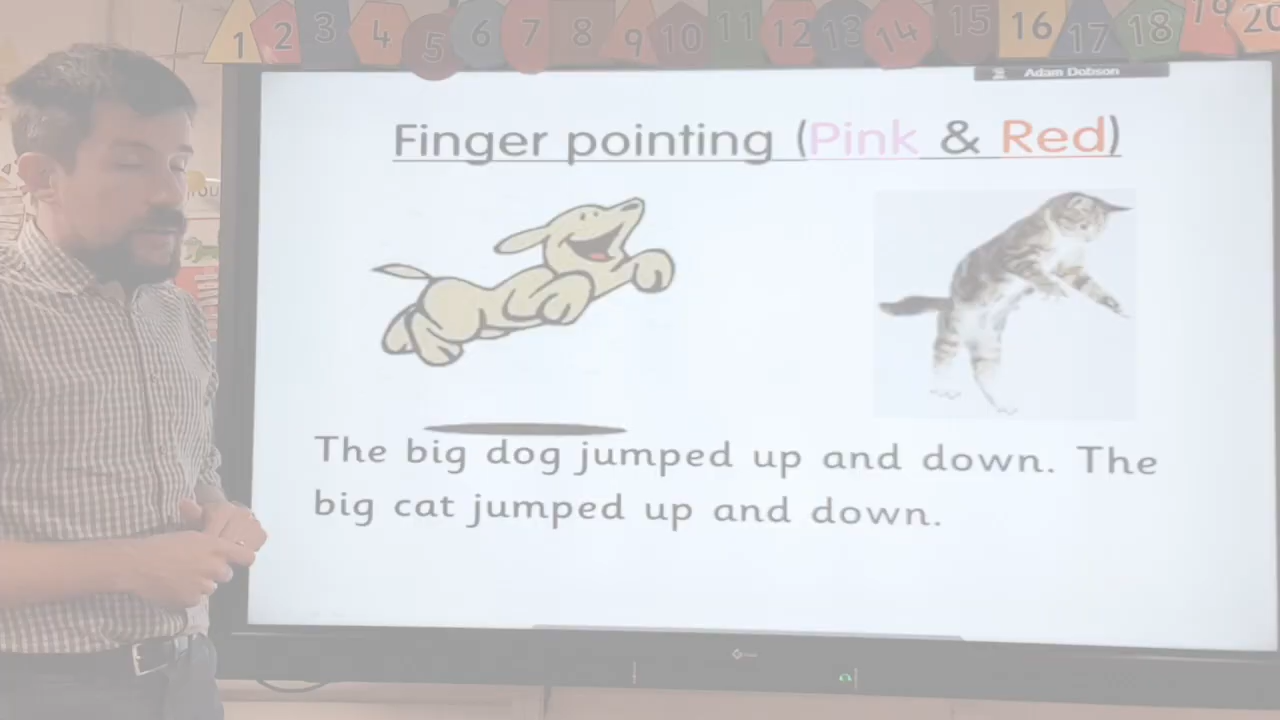 1 2 3 4 5 6 7 8 9 10 11 12 13 14 15 16 17 18 19 20
Adam Dobson
Finger pointing (Pink & Red)
The big dog jumped up and down. The
big cat jumped up and down.